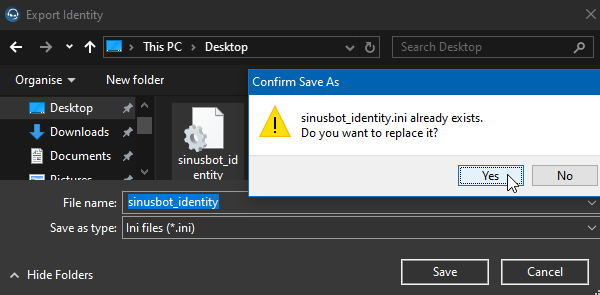 Export Identity
This PC > Desktop
Search Desktop
Organise
New folder
Desktop
Downloads
Documents
Pictures
sinusbot_id
entity
Confirm Save As
sinusbot_identity.ini already exists.
Do you want to replace it?
Yes
No
File name:
sinusbot_identity
Save as type:
Ini files (*.ini)
Hide Folders
Save
Cancel